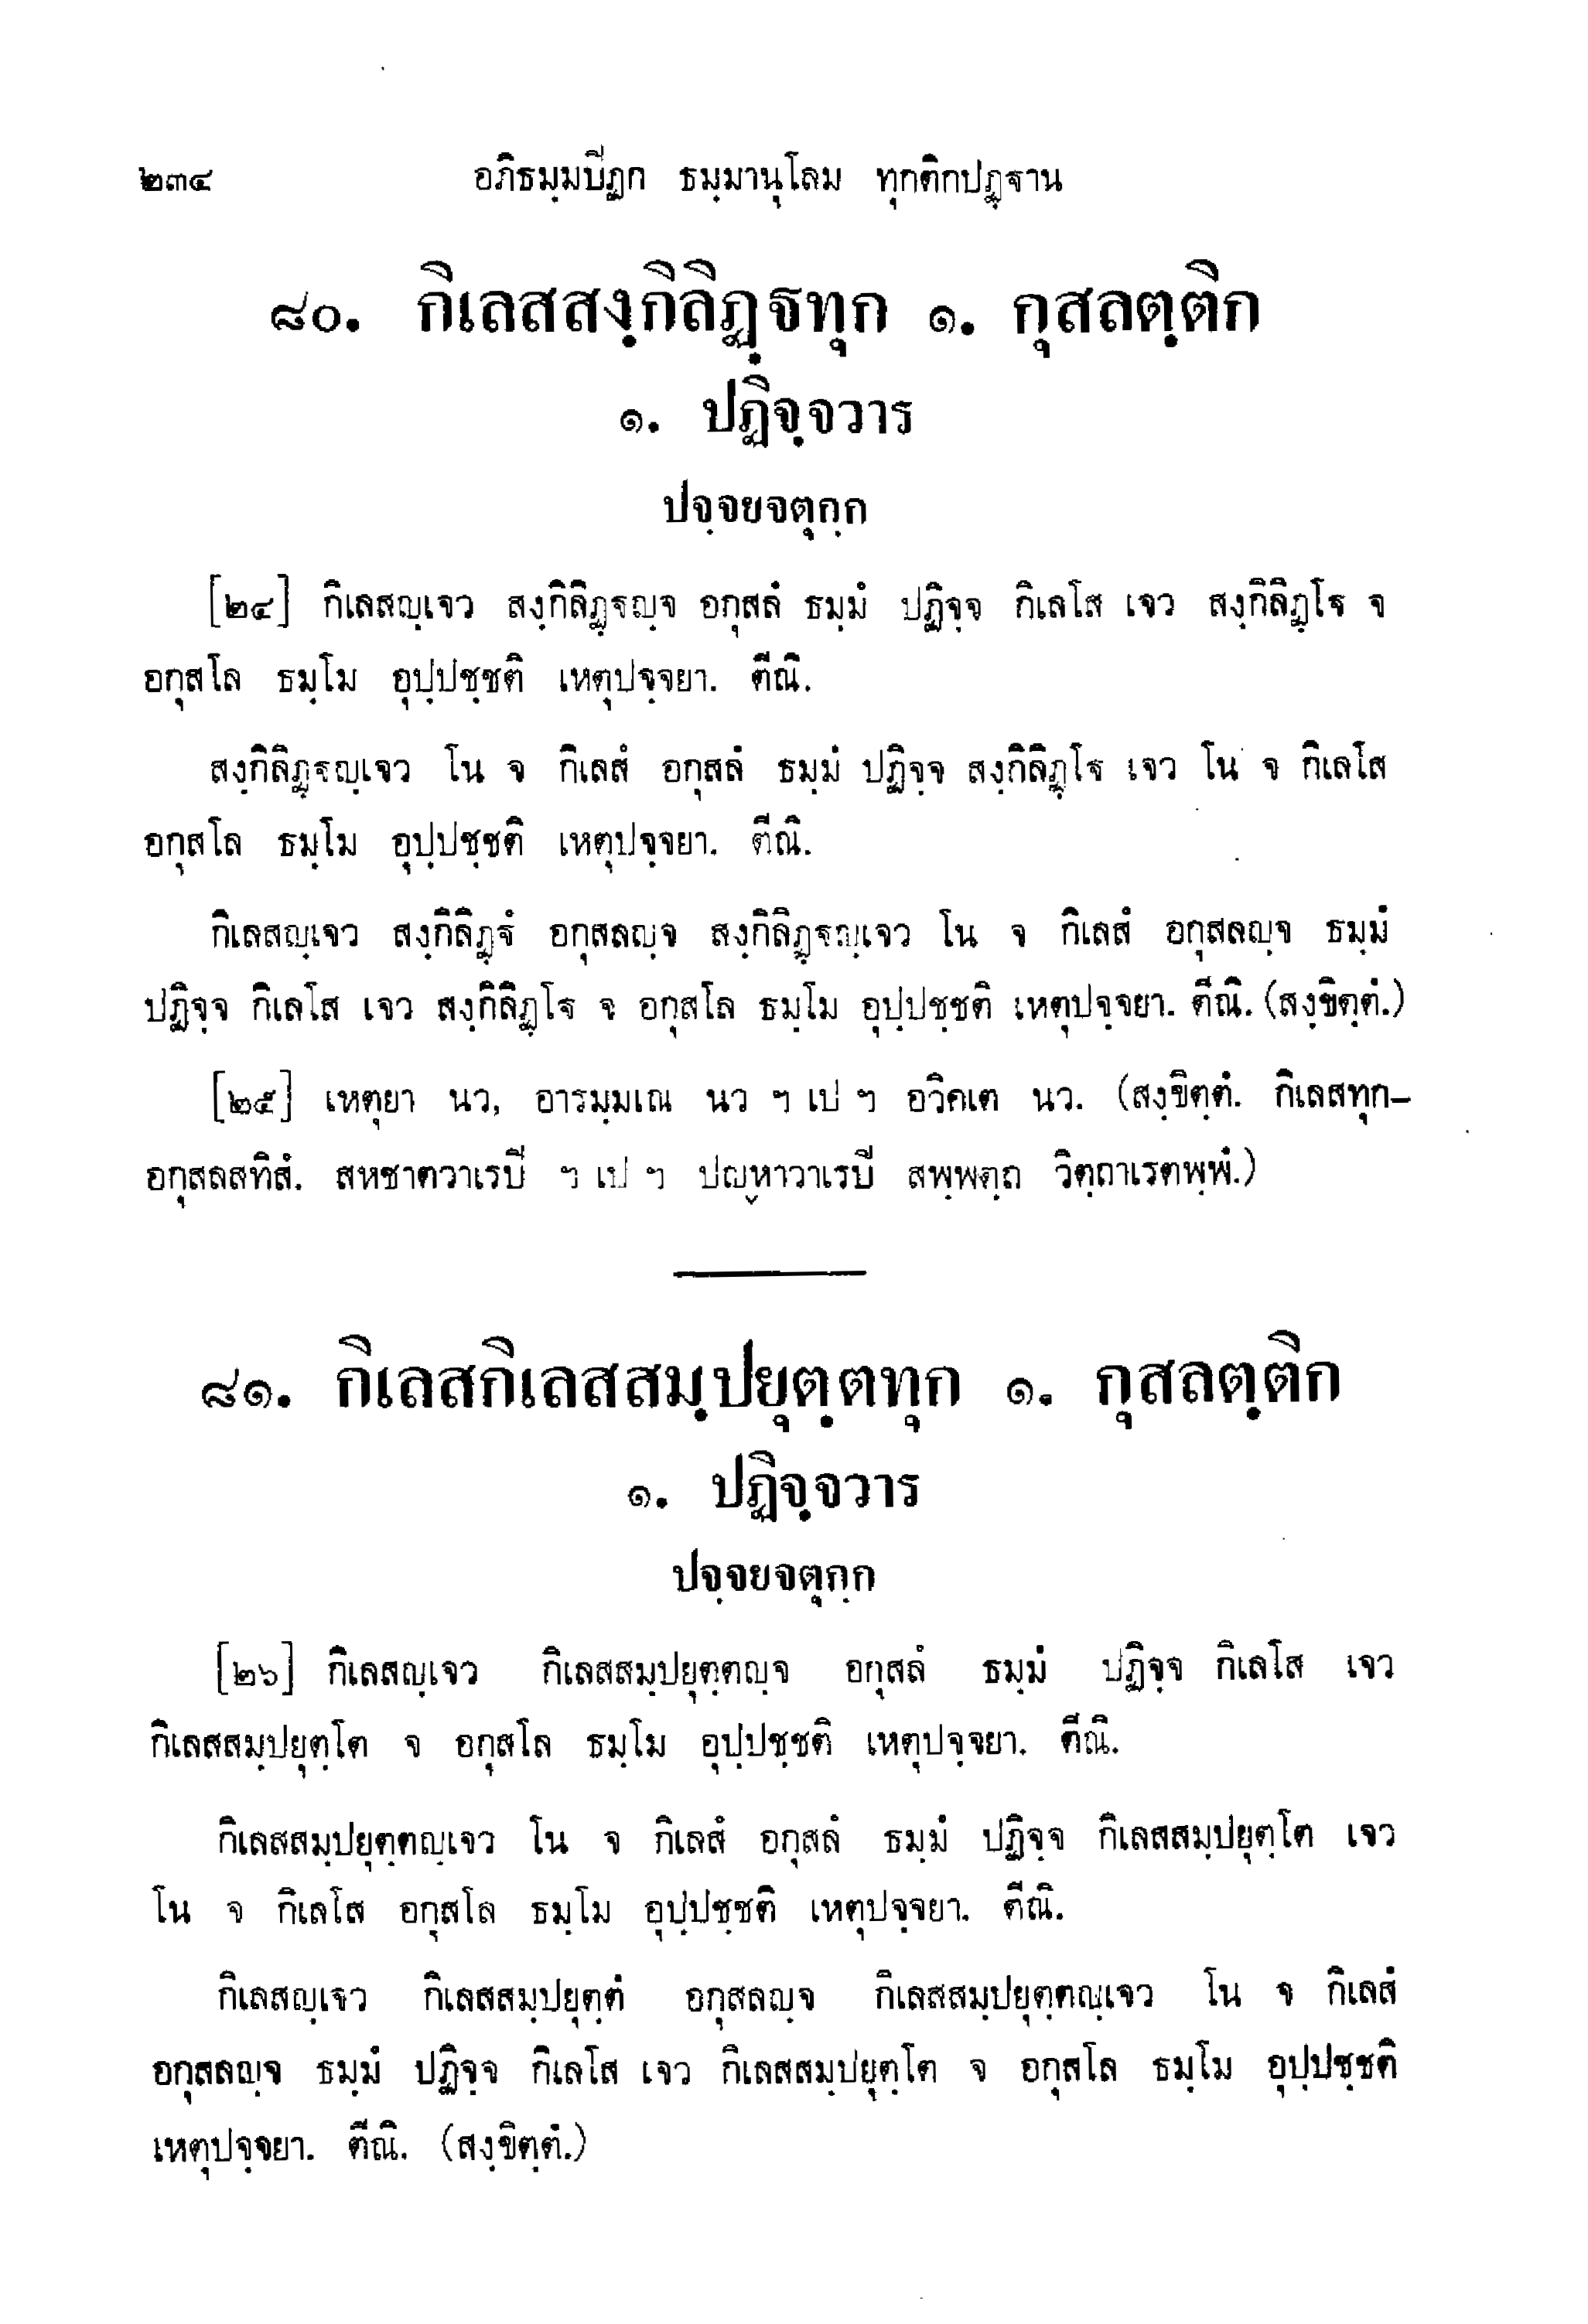 ๒๓๔ อภิธมฺมปิฏก ธมฺมานุโลม ทุกติกปฏฺฐาน
๘๐. กิเลสสงฺกิลิฏฺฐทุก ๑. กุสลตฺติก
๑. ปฏิจฺจวาร
ปจฺจยจตุกฺก
[๒๔] กิเลสญฺเจว สงฺกิลิฏฺฐญฺจ อกุสลํ ธมฺมํ ปฏิจฺจ กิเลโส เจว สงฺกิลิฏฺโฐ จ
อกุสโล ธมฺโม อุปฺปชฺชติ เหตุปจฺจยา. ตีณิ.
สงฺกิลิฏฺฐญฺเจว โน จ กิเลสํ อกุสลํ ธมฺมํ ปฏิจฺจ สงฺกิลิฏฺโฐ เจว โน จ กิเลโส
อกุสโล ธมฺโม อุปฺปชฺชติ เหตุปจฺจยา. ตีณิ.
กิเลสญฺเจว สงฺกิลิฏฺฐํ อกุสลญฺจ สงฺกิลิฏฺฐญฺเจว โน จ กิเลสํ อกุสลญฺจ ธมฺมํ
ปฏิจฺจ กิเลโส เจว สงฺกิลิฏฺโฐ จ อกุสโล ธมฺโม อุปฺปชฺชติ เหตุปจฺจยา. ตีณิ. (สงฺขิตฺตํ.)
[๒๕] เหตุยา นว, อารมฺมเณ นว ฯ เป ฯ อวิคเต นว. (สงฺขิตฺตํ. กิเลสทุก-
อกุสลสทิสํ. สหชาตวาเรปิ ฯ เป ฯ ปญฺหาวาเรปิ สพฺพตฺถ วิตฺถาเรตพฺพํ.)
๘๑. กิเลสกิเลสสมฺปยุตฺตทุก ๑. กุสลตฺติก
๑. ปฏิจฺจวาร
ปจฺจยจตุกฺก
[๒๖] กิเลสญฺเจว กิเลสสมฺปยุตฺตญฺจ อกุสลํ ธมฺมํ ปฏิจฺจ กิเลโส เจว
กิเลสสมฺปยุตฺโต จ อกุสโล ธมฺโม อุปฺปชฺชติ เหตุปจฺจยา. ตีณิ.
กิเลสสมฺปยุตฺตญฺเจว โน จ กิเลสํ อกุสลํ ธมฺมํ ปฏิจฺจ กิเลสสมฺปยุตฺโต เจว
โน จ กิเลโส อกุสโล ธมฺโม อุปฺปชฺชติ เหตุปจฺจยา. ตีณิ.
กิเลสญฺเจว กิเลสสมฺปยุตฺตํ อกุสลญฺจ กิเลสสมฺปยุตฺตญฺเจว โน จ กิเลสํ
อกุสลญฺจ ธมฺมํ ปฏิจฺจ กิเลโส เจว กิเลสสมฺปยุตฺโต จ อกุสโล ธมฺโม อุปฺปชฺชติ
เหตุปจฺจยา. ตีณิ. (สงฺขิตฺตํ.)